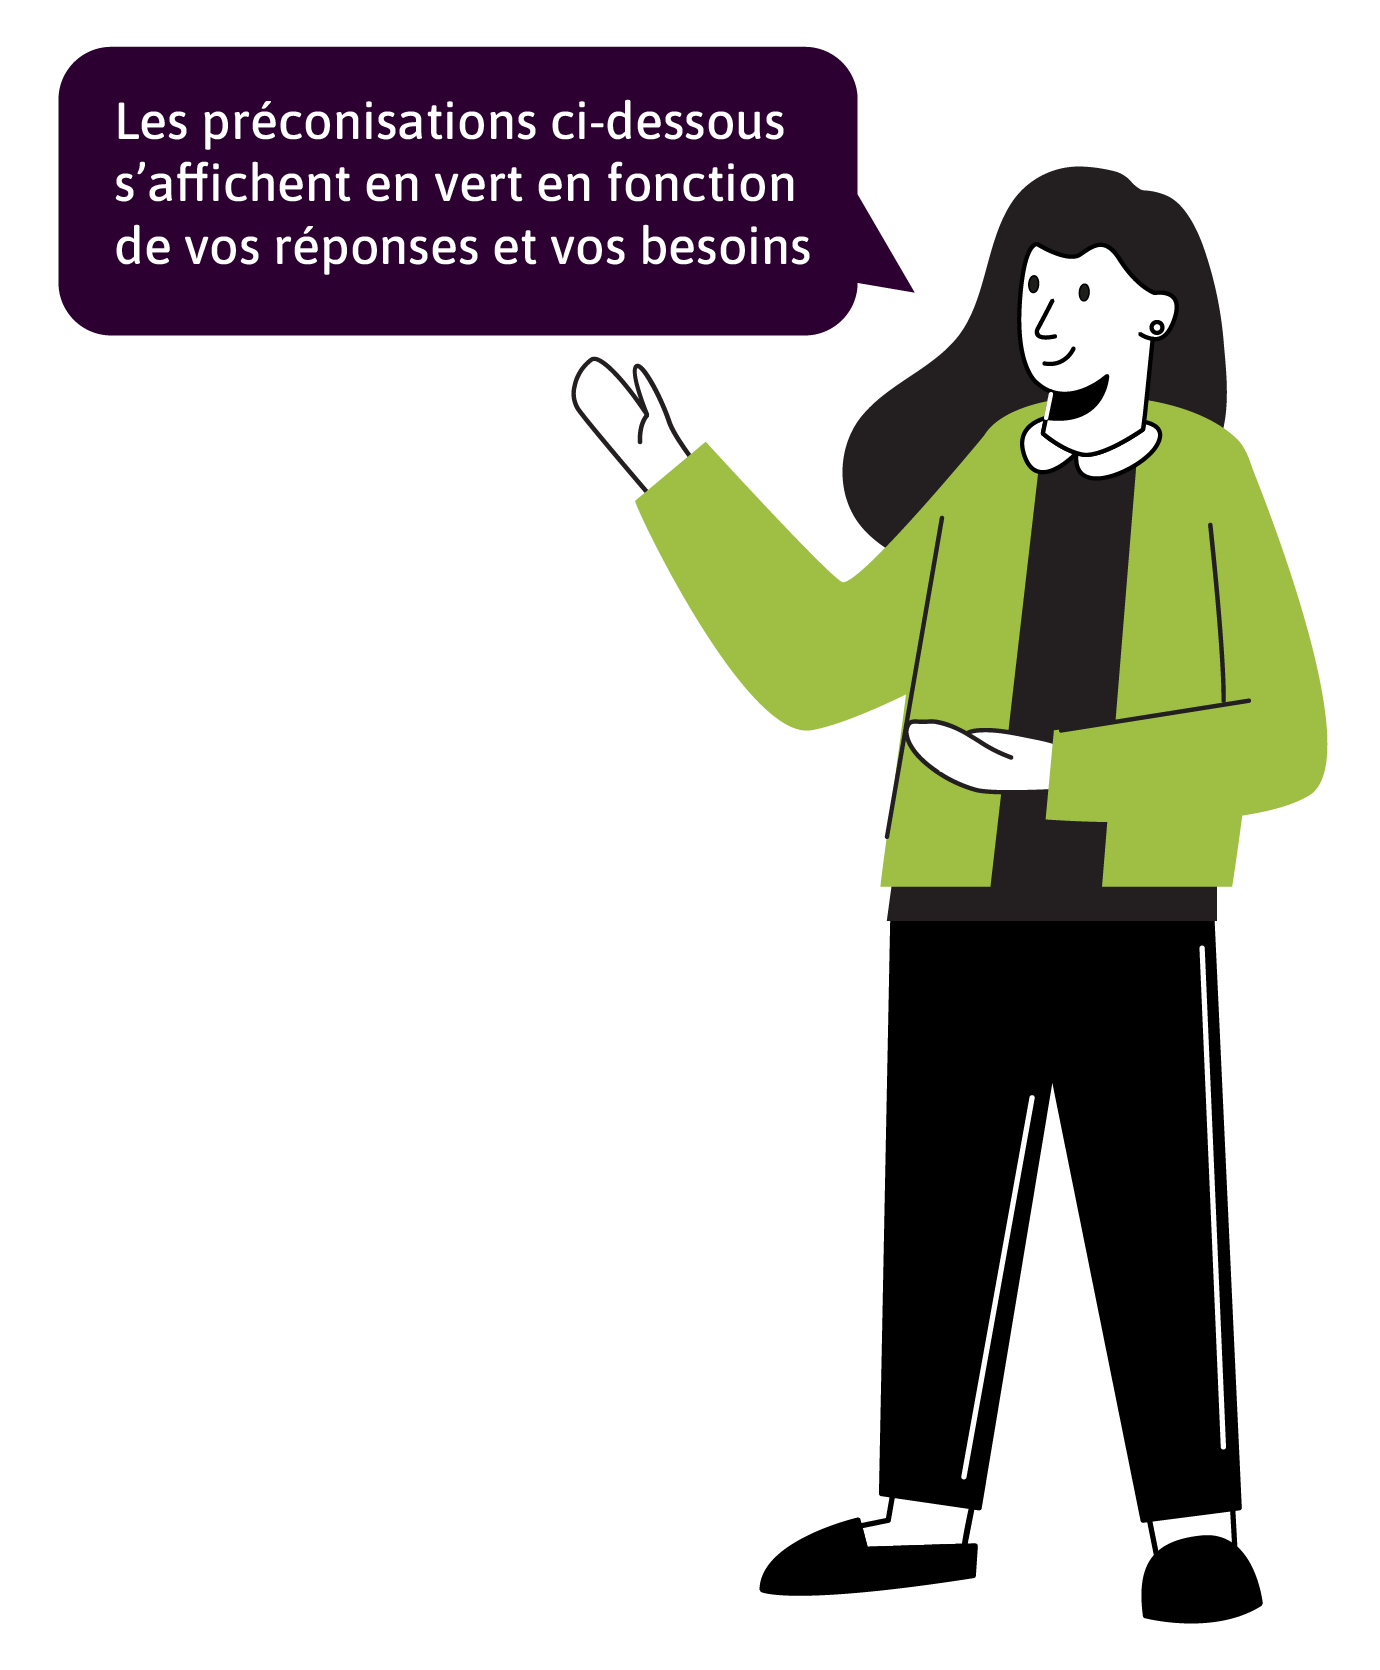 Les préconisations ci-dessous
s’affichent en vert en fonction
de vos réponses et vos besoins